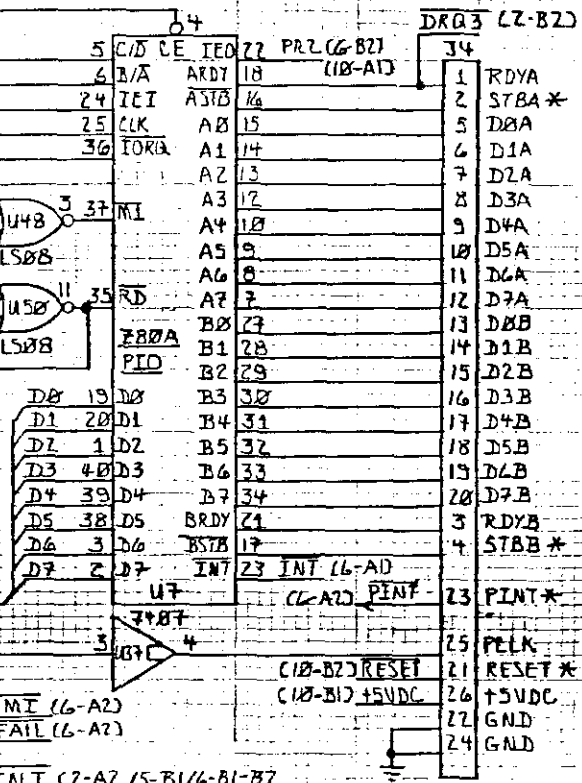 4 DRQ3 (2-B2)
5 C/D CE IEO 22 PR2 (6-B2) 34
6 B/A ARDY 18 (10-A1) 1 RDYA
24 IEI ASTB 16 2 STBA*
25 CLK A0 15 5 D0A
36 IORQ A1 14 6 D1A
A2 13 7 D2A
3 37 M1 A3 12 8 D3A
U48 A4 10 9 D4A
LS08 A5 9 10 D5A
A6 8 11 D6A
11 35 RD A7 7 12 D7A
U50 B0 27 13 D0B
LS08 Z80A B1 28 14 D1B
PIO B2 29 15 D2B
D0 19 D0 B3 30 16 D3B
D1 20 D1 B4 31 17 D4B
D2 1 D2 B5 32 18 D5B
D3 40 D3 B6 33 19 D6B
D4 39 D4 B7 34 20 D7B
D5 38 D5 BRDY 21 3 RDYB
D6 3 D6 BSTB 17 4 STBB*
D7 2 D7 INT 23 INT (6-A1)
U7 (6-A2) PINT 23 PINT*
7407
3 U37 4 25 PCLK
(10-B2) RESET 21 RESET*
(10-B1) +5VDC 26 +5VDC
MI (6-A2) 22 GND
FAIL (6-A2) 24 GND
(2-A2